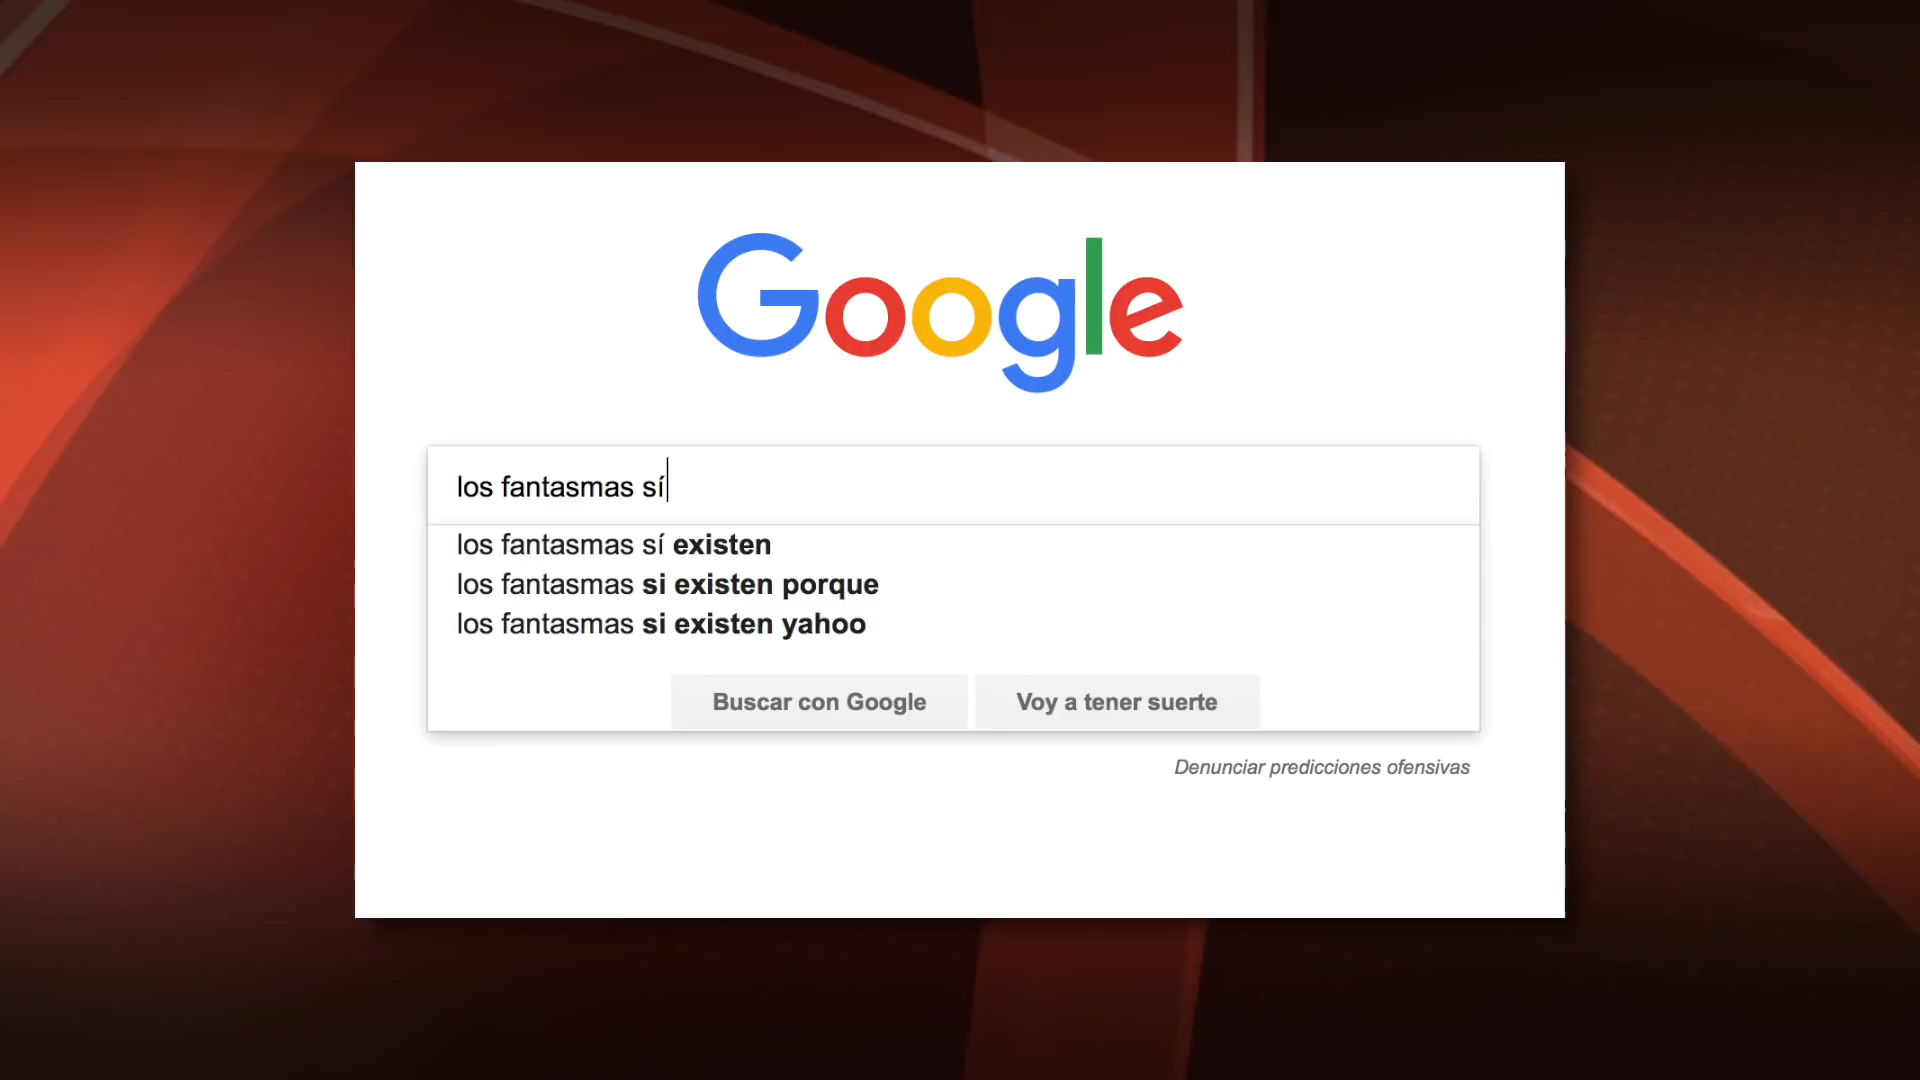 Google
los fantasmas sí
los fantasmas sí existen
los fantasmas si existen porque
los fantasmas si existen yahoo
Buscar con Google
Voy a tener suerte
Denunciar predicciones ofensivas